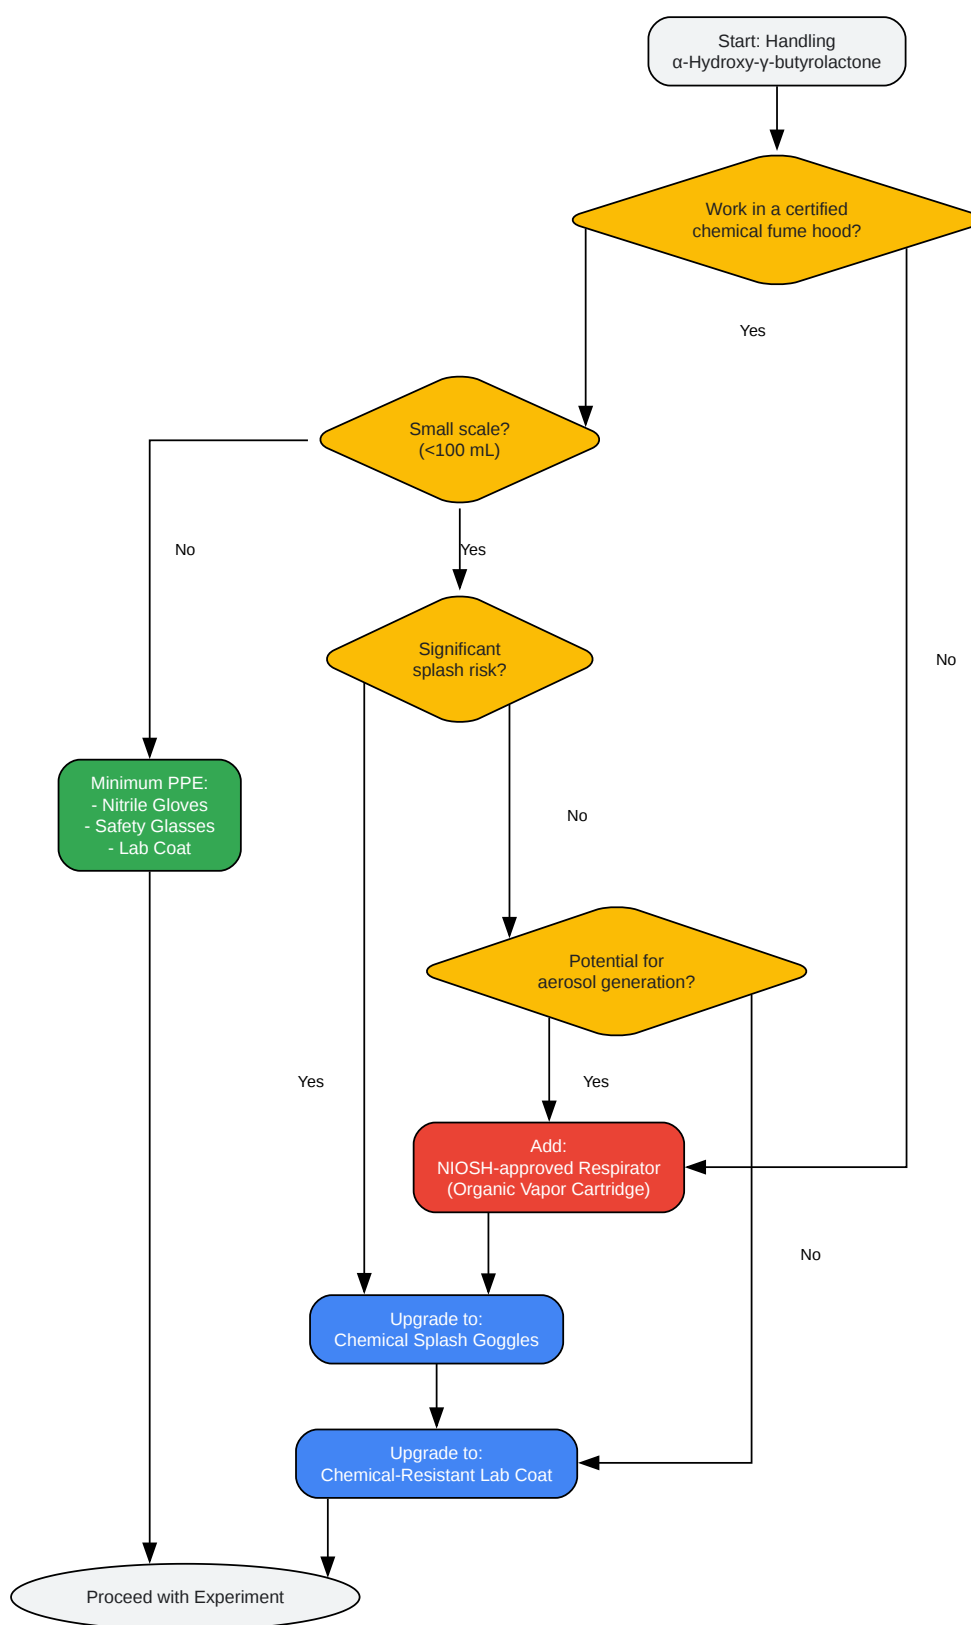 Start: Handling
α-Hydroxy-γ-butyrolactone
Work in a certified
chemical fume hood?
Yes
Small scale?
(<100 mL)
No
Yes
Significant
splash risk?
No
Minimum PPE:
- Nitrile Gloves
- Safety Glasses
- Lab Coat
No
Potential for
aerosol generation?
Yes
Yes
Add:
NIOSH-approved Respirator
(Organic Vapor Cartridge)
No
Upgrade to:
Chemical Splash Goggles
Upgrade to:
Chemical-Resistant Lab Coat
Proceed with Experiment